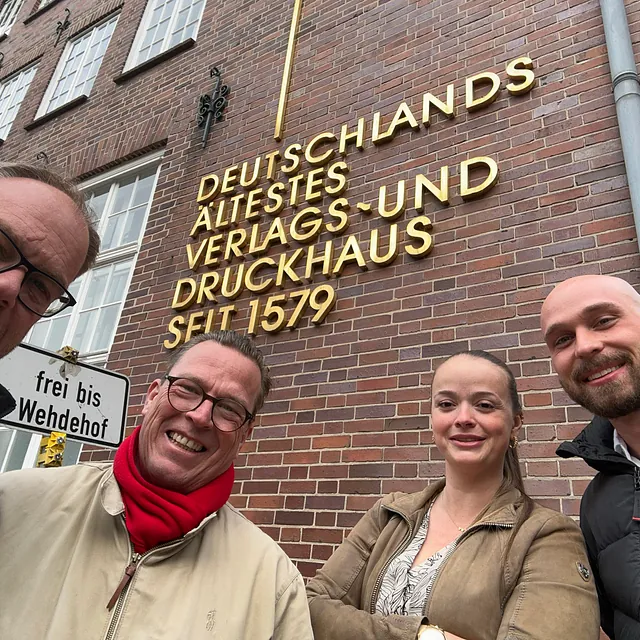 DEUTSCHLANDS
ÄLTESTES
VERLAGS-UND
DRUCKHAUS
SEIT 1579
frei bis
Wehdehof